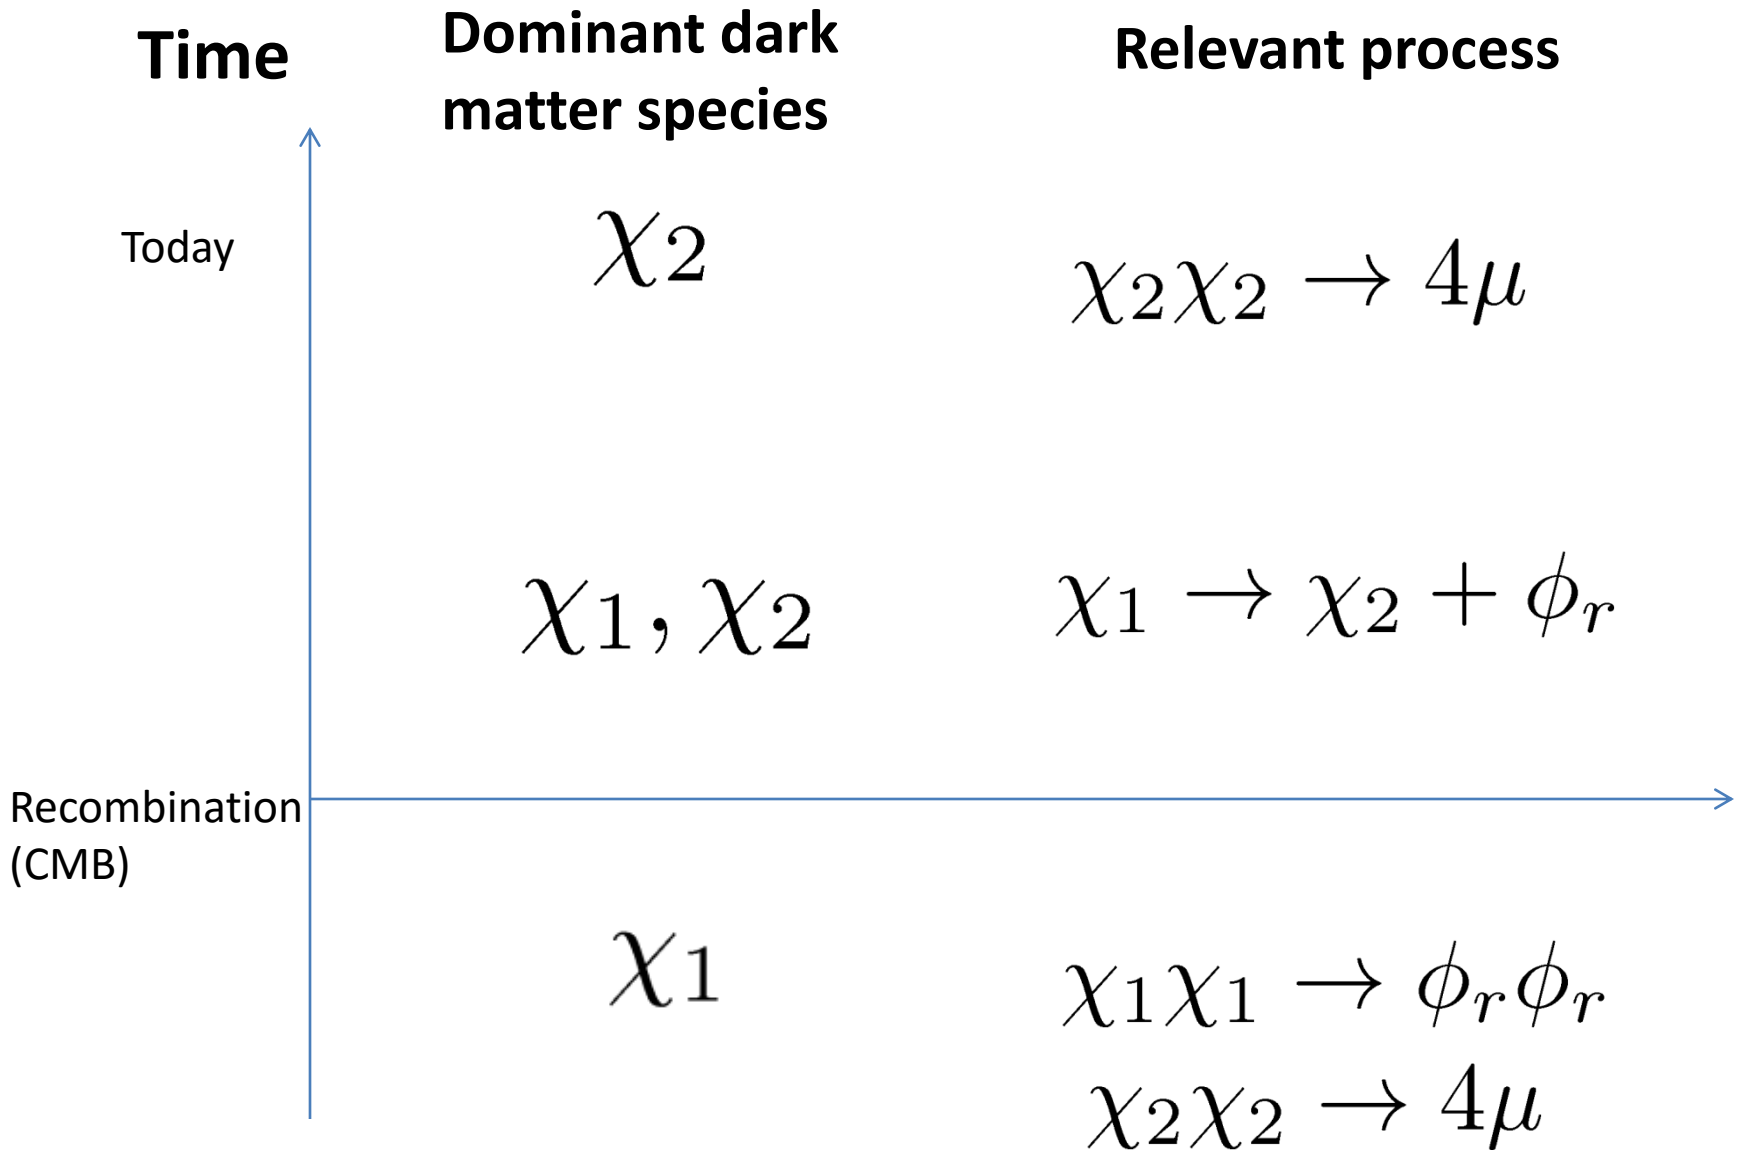 Time
Dominant dark
matter species
Relevant process
Today
χ₂
χ₂χ₂ → 4μ
χ₁, χ₂
χ₁ → χ₂ + ϕᵣ
Recombination
(CMB)
χ₁
χ₁χ₁ → ϕᵣϕᵣ
χ₂χ₂ → 4μ